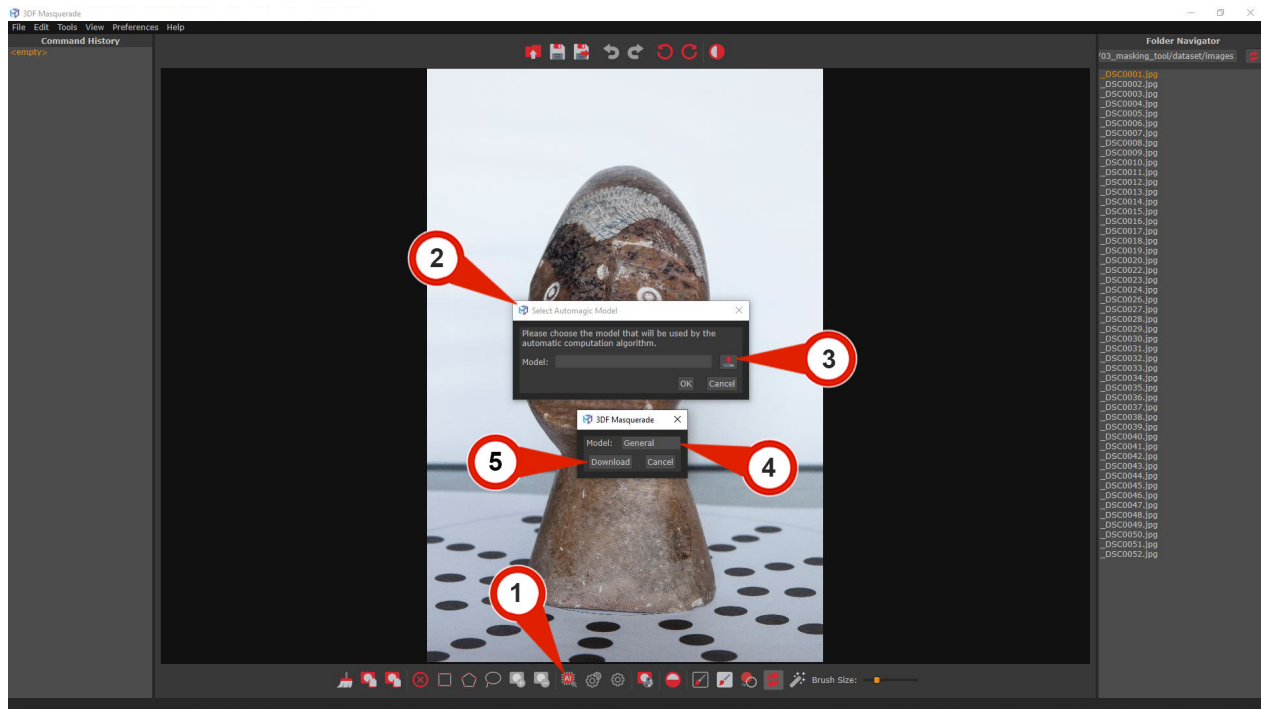 3DF Masquerade
File Edit Tools View Preferences Help
Command History
<empty>
Folder Navigator
/03_masking_tool/dataset/images
_DSC0001.jpg
_DSC0002.jpg
_DSC0003.jpg
_DSC0004.jpg
_DSC0005.jpg
_DSC0006.jpg
_DSC0007.jpg
_DSC0008.jpg
_DSC0009.jpg
_DSC0010.jpg
_DSC0011.jpg
_DSC0012.jpg
_DSC0013.jpg
_DSC0014.jpg
_DSC0015.jpg
_DSC0016.jpg
_DSC0017.jpg
_DSC0018.jpg
_DSC0019.jpg
_DSC0020.jpg
_DSC0022.jpg
_DSC0023.jpg
_DSC0024.jpg
_DSC0026.jpg
_DSC0027.jpg
_DSC0028.jpg
_DSC0029.jpg
_DSC0030.jpg
_DSC0031.jpg
_DSC0032.jpg
_DSC0033.jpg
_DSC0034.jpg
_DSC0035.jpg
_DSC0036.jpg
_DSC0037.jpg
_DSC0038.jpg
_DSC0039.jpg
_DSC0040.jpg
_DSC0041.jpg
_DSC0042.jpg
_DSC0043.jpg
_DSC0044.jpg
_DSC0045.jpg
_DSC0046.jpg
_DSC0047.jpg
_DSC0048.jpg
_DSC0049.jpg
_DSC0050.jpg
_DSC0051.jpg
_DSC0052.jpg
2
Select Automagic Model
Please choose the model that will be used by the
automatic computation algorithm.
Model:
3
OK Cancel
3DF Masquerade
Model: General
4
5
Download Cancel
1
AI
Brush Size: